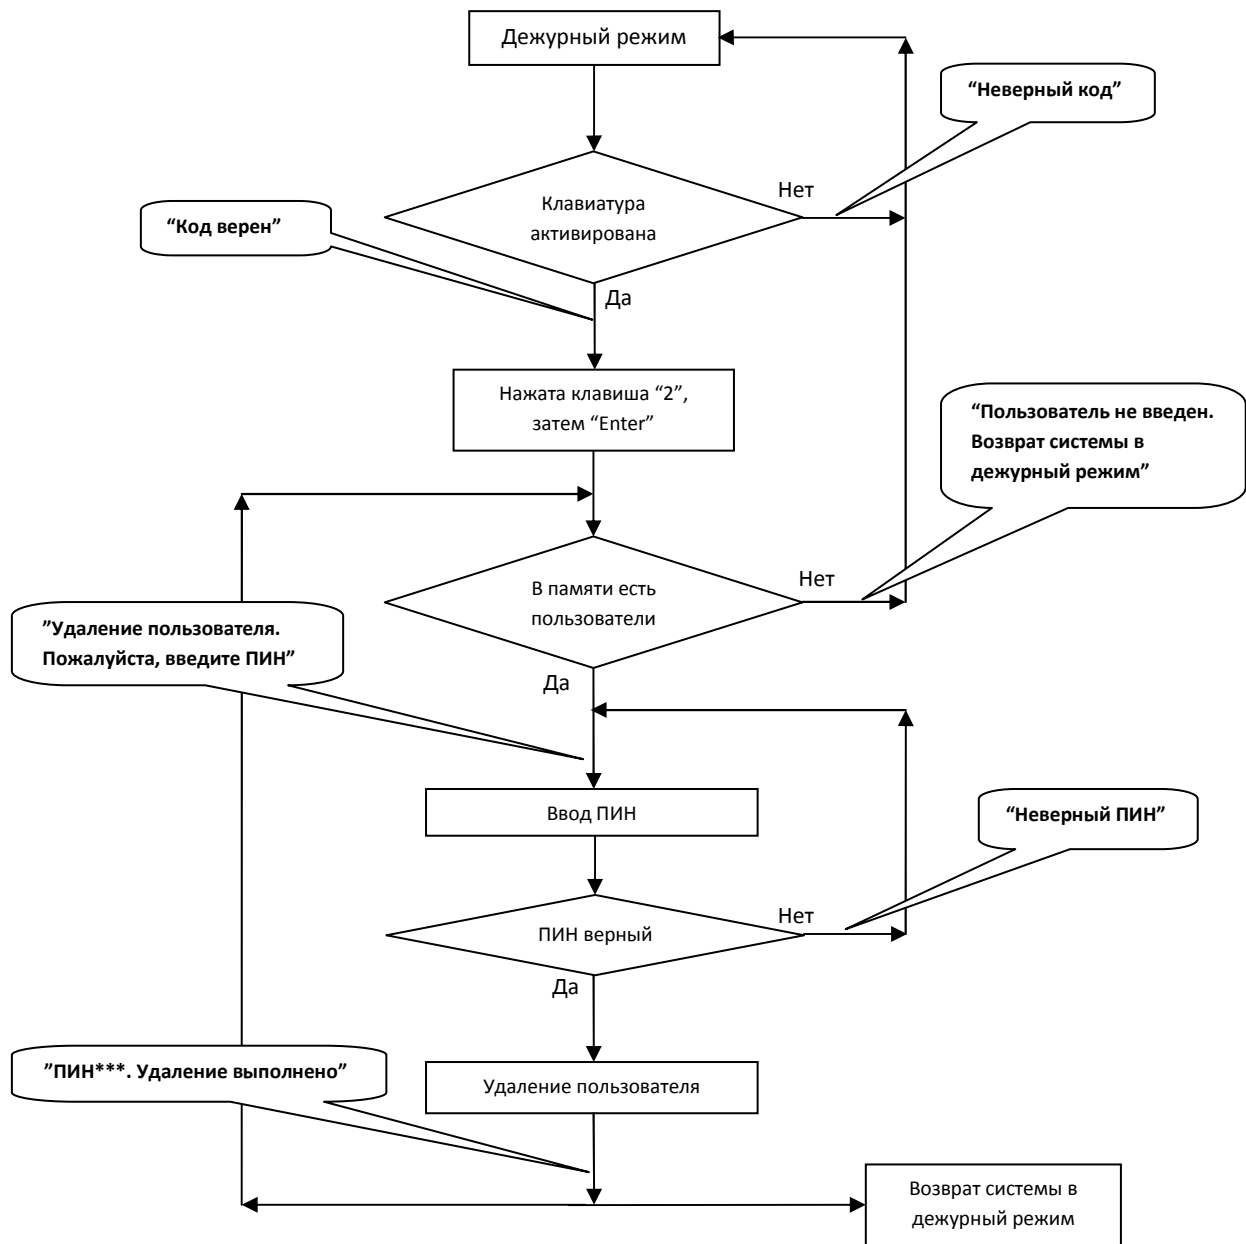 Дежурный режим
“Неверный код”
Нет
Клавиатура
активирована
“Код верен”
Да
Нажата клавиша “2”,
затем “Enter”
“Пользователь не введен.
Возврат системы в
дежурный режим”
Нет
В памяти есть
пользователи
”Удаление пользователя.
Пожалуйста, введите ПИН”
Да
Ввод ПИН
“Неверный ПИН”
Нет
ПИН верный
Да
”ПИН***. Удаление выполнено”
Удаление пользователя
Возврат системы в
дежурный режим